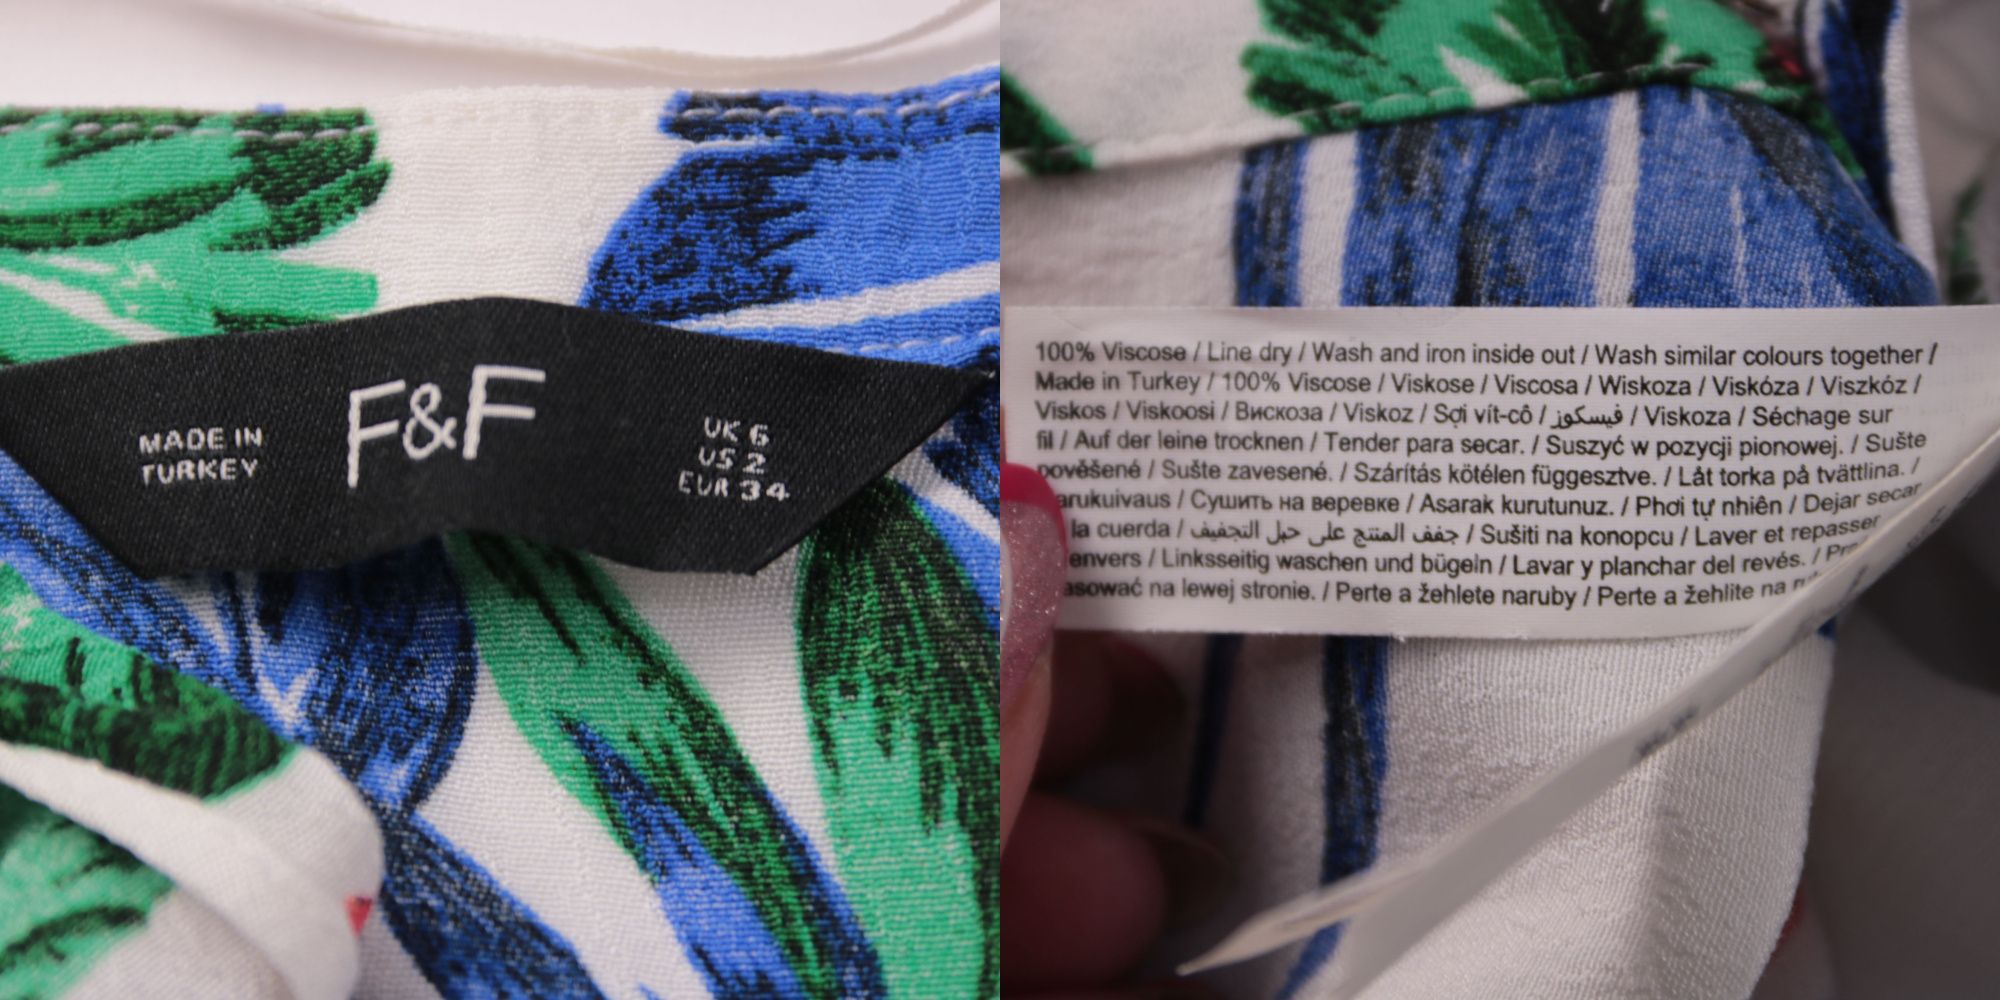 MADE IN
TURKEY
F&F
UK 6
US 2
EUR 34
100% Viscose / Line dry / Wash and iron inside out / Wash similar colours together /
Made in Turkey / 100% Viscose / Viskose / Viscosa / Wiskoza / Viskóza / Viszkóz /
Viskos / Viskoosi / Вискоза / Viskoz / Sợi vít-cô / فيسكوز / Viskoza / Séchage sur
fil / Auf der leine trocknen / Tender para secar. / Suszyć w pozycji pionowej. / Sušte
pověšené / Sušte zavesené. / Szárítás kötélen függesztve. / Låt torka på tvättlina. /
arukuivaus / Сушить на веревке / Asarak kurutunuz. / Phơi tự nhiên / Dejar secar
la cuerda / جفف المنتج على حبل التجفيف / Sušiti na konopcu / Laver et repasser
envers / Linksseitig waschen und bügeln / Lavar y planchar del revés. /
asować na lewej stronie. / Perte a žehlete naruby / Perte a žehlite na